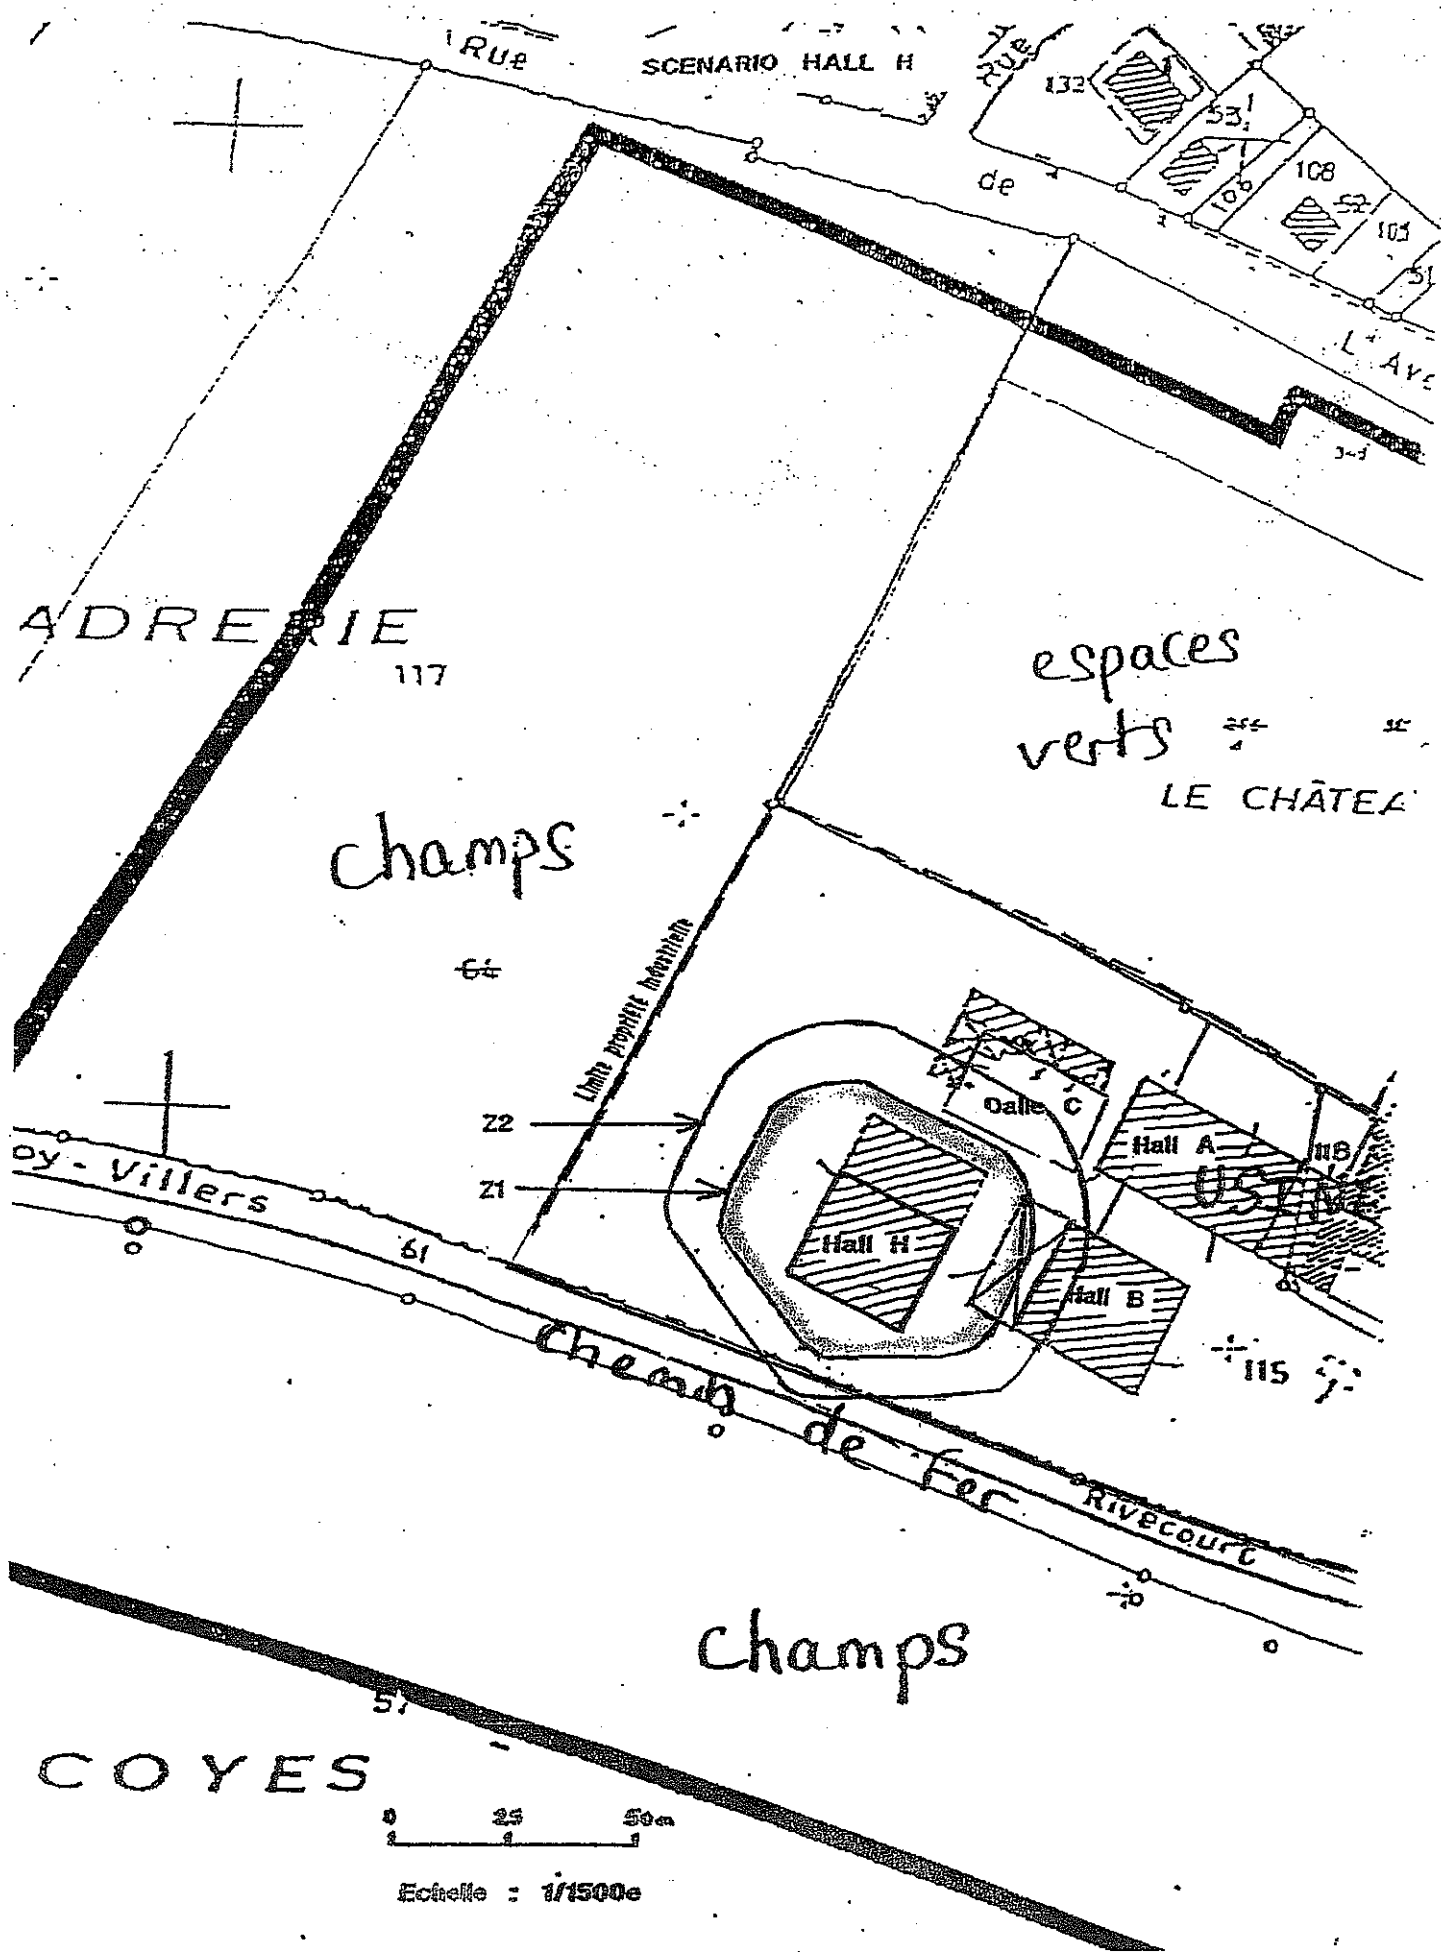 Rue
SCENARIO HALL H
Rue
132
53
108
106
52
103
51
de
L'Ave
ADRERIE
117
espaces
verts
LE CHÂTEA
champs
64
Limite propriété industrielle
Dalle C
Z2
Hall A
118
USINE
oy - Villers
Z1
61
Hall H
Hall B
115
Chemin de Fer
Rivecourt
champs
57
COYES
0 25 50m
Echelle : 1/1500e